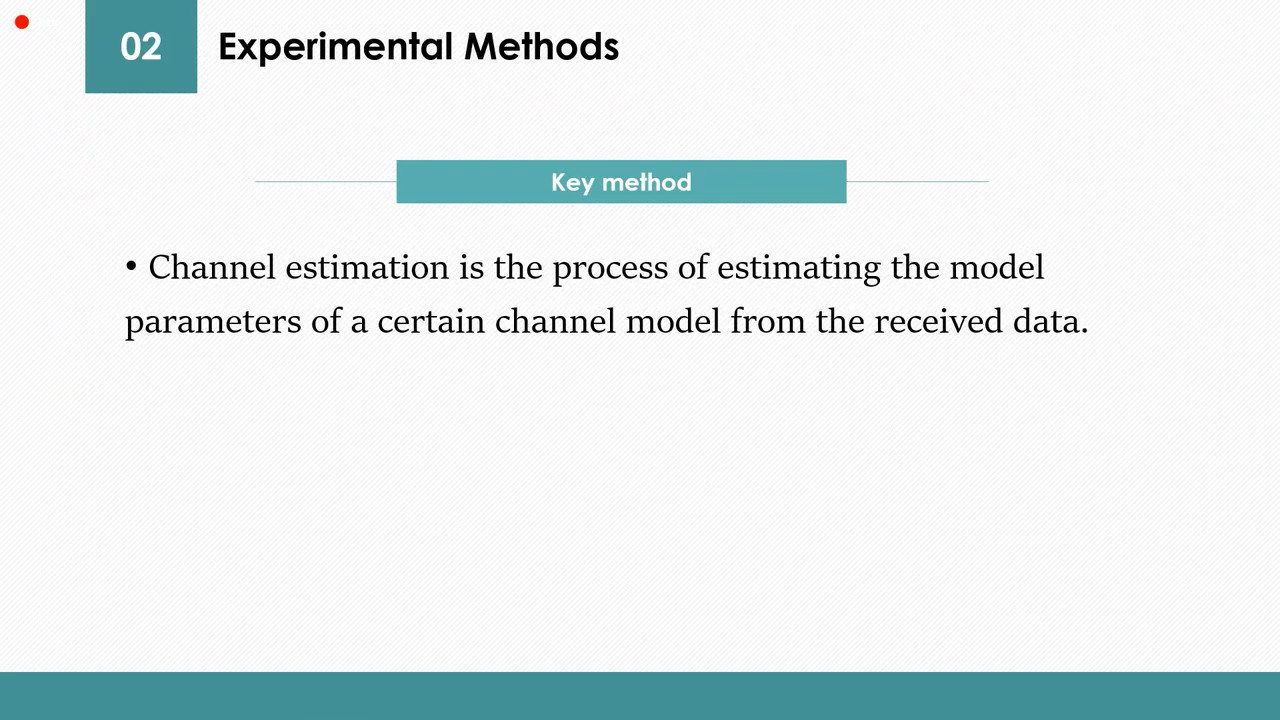 02 Experimental Methods
Key method
• Channel estimation is the process of estimating the model
parameters of a certain channel model from the received data.